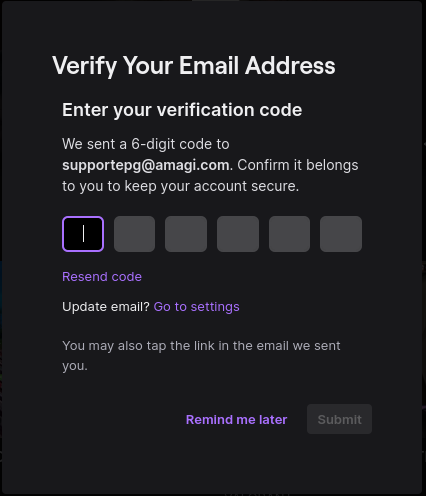 Verify Your Email Address
Enter your verification code
We sent a 6-digit code to
supportepg@amagi.com. Confirm it belongs
to you to keep your account secure.
Resend code
Update email? Go to settings
You may also tap the link in the email we sent
you.
Remind me later
Submit